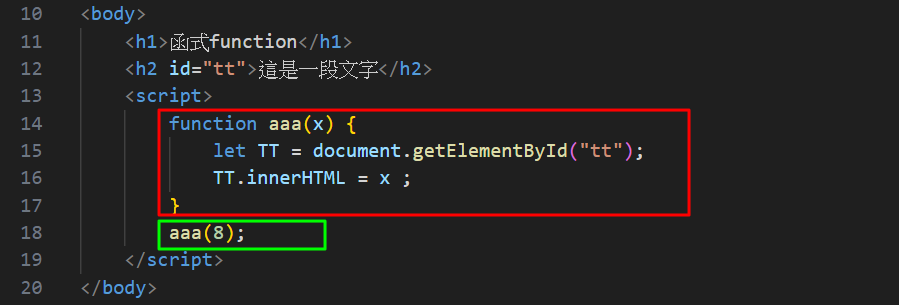 10 <body>
11 <h1>函式function</h1>
12 <h2 id="tt">這是一段文字</h2>
13 <script>
14 function aaa(x) {
15 let TT = document.getElementById("tt");
16 TT.innerHTML = x ;
17 }
18 aaa(8);
19 </script>
20 </body>